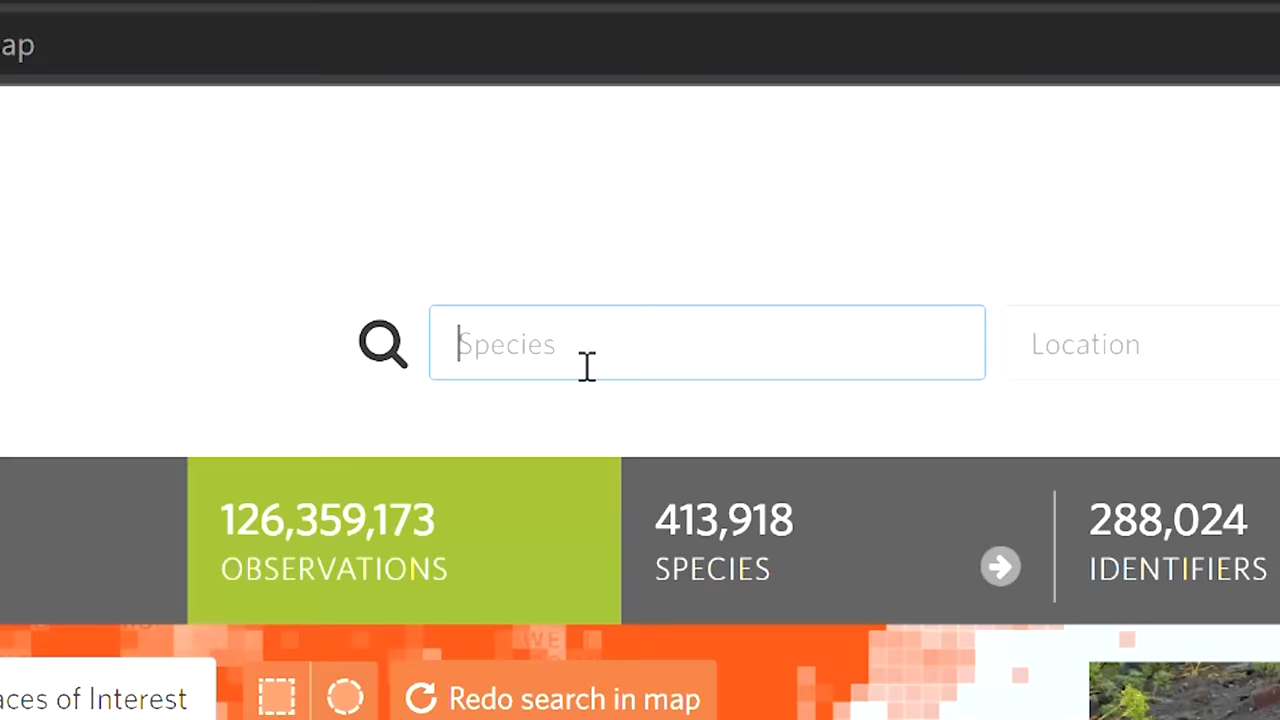 ap
Species
Location
126,359,173
OBSERVATIONS
413,918
SPECIES
288,024
IDENTIFIERS
WE
aces of Interest
Redo search in map